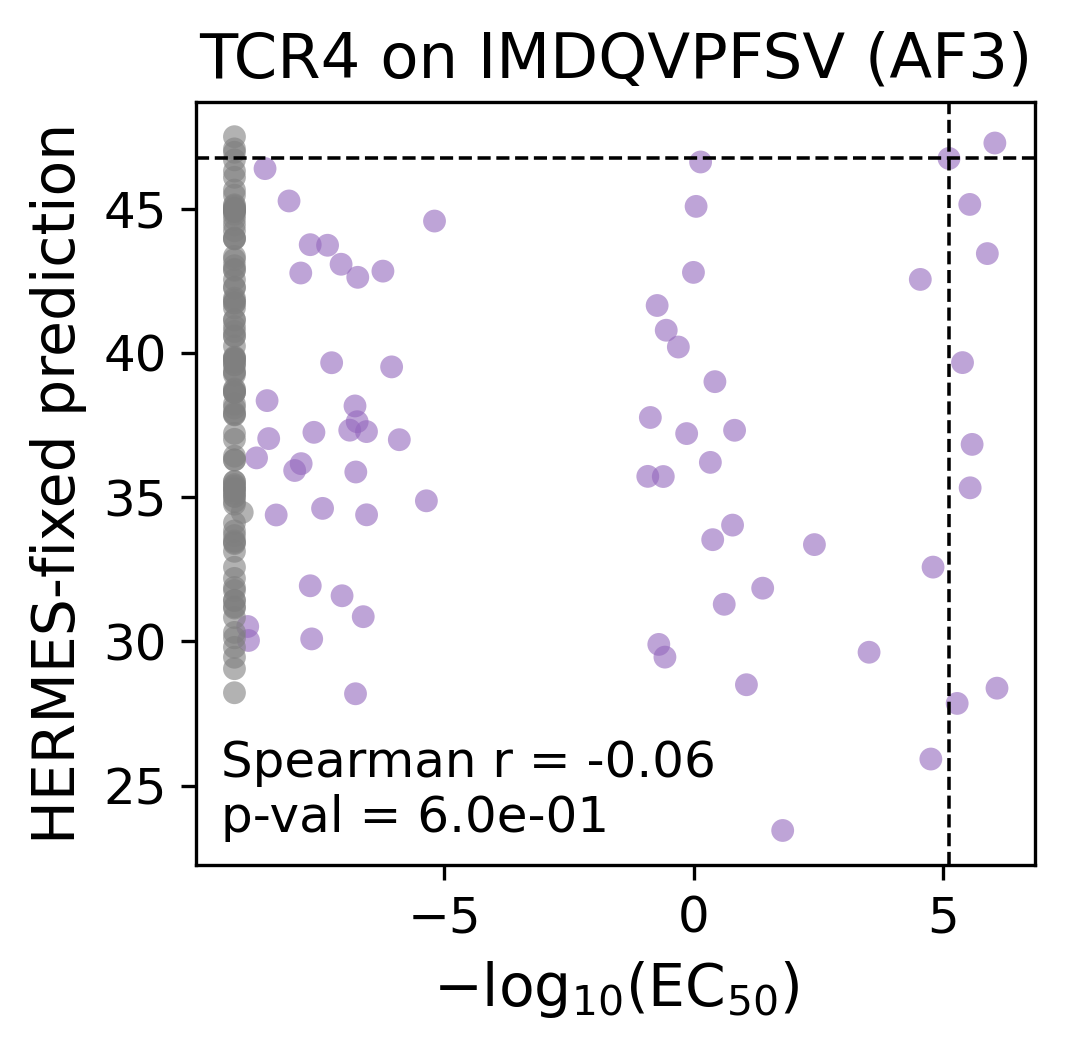 TCR4 on IMDQVPFSV (AF3)
HERMES-fixed prediction
45
40
35
30
25
Spearman r = -0.06
p-val = 6.0e-01
−5 0 5
−log₁₀(EC₅₀)